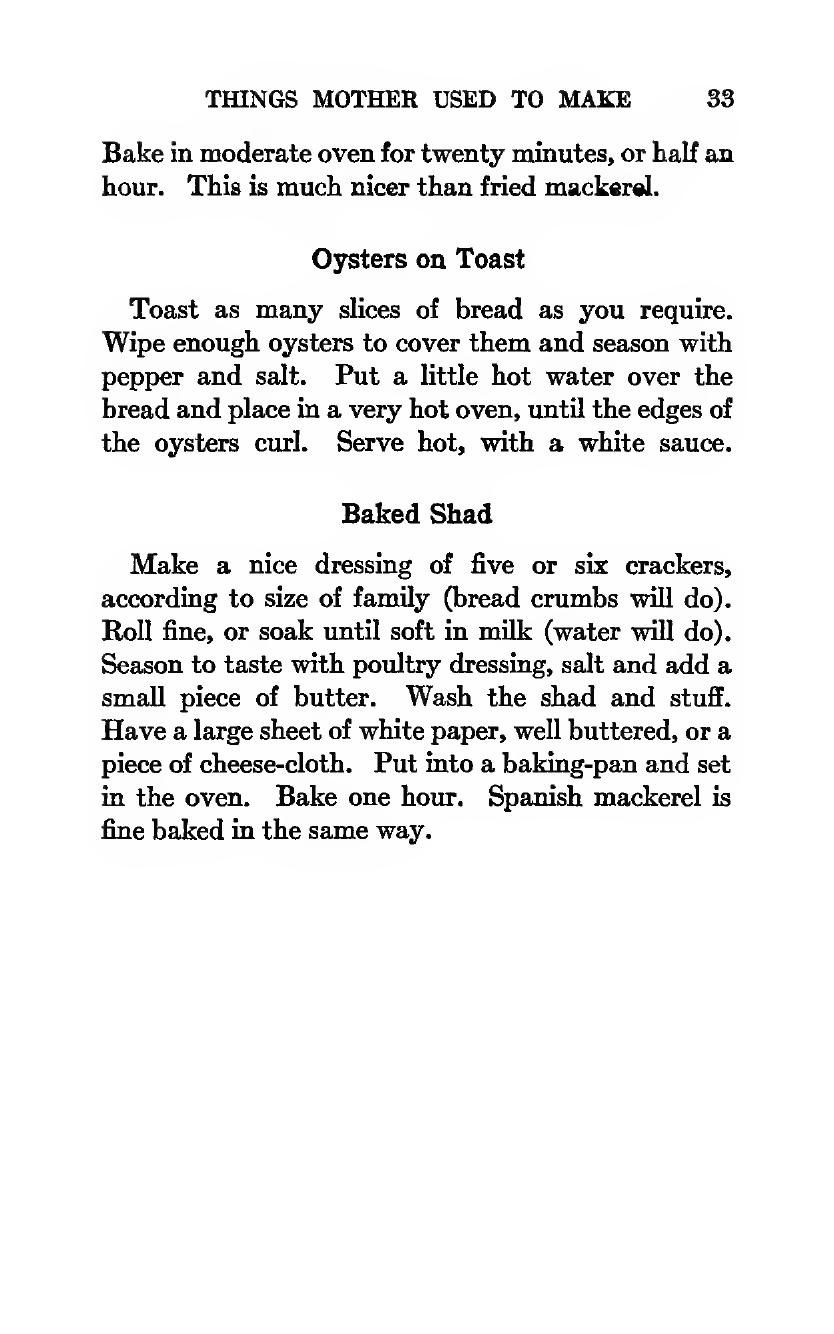 THINGS MOTHER USED TO MAKE 33
Bake in moderate oven for twenty minutes, or half an
hour. This is much nicer than fried mackerel.
Oysters on Toast
Toast as many slices of bread as you require.
Wipe enough oysters to cover them and season with
pepper and salt. Put a little hot water over the
bread and place in a very hot oven, until the edges of
the oysters curl. Serve hot, with a white sauce.
Baked Shad
Make a nice dressing of five or six crackers,
according to size of family (bread crumbs will do).
Roll fine, or soak until soft in milk (water will do).
Season to taste with poultry dressing, salt and add a
small piece of butter. Wash the shad and stuff.
Have a large sheet of white paper, well buttered, or a
piece of cheese-cloth. Put into a baking-pan and set
in the oven. Bake one hour. Spanish mackerel is
fine baked in the same way.